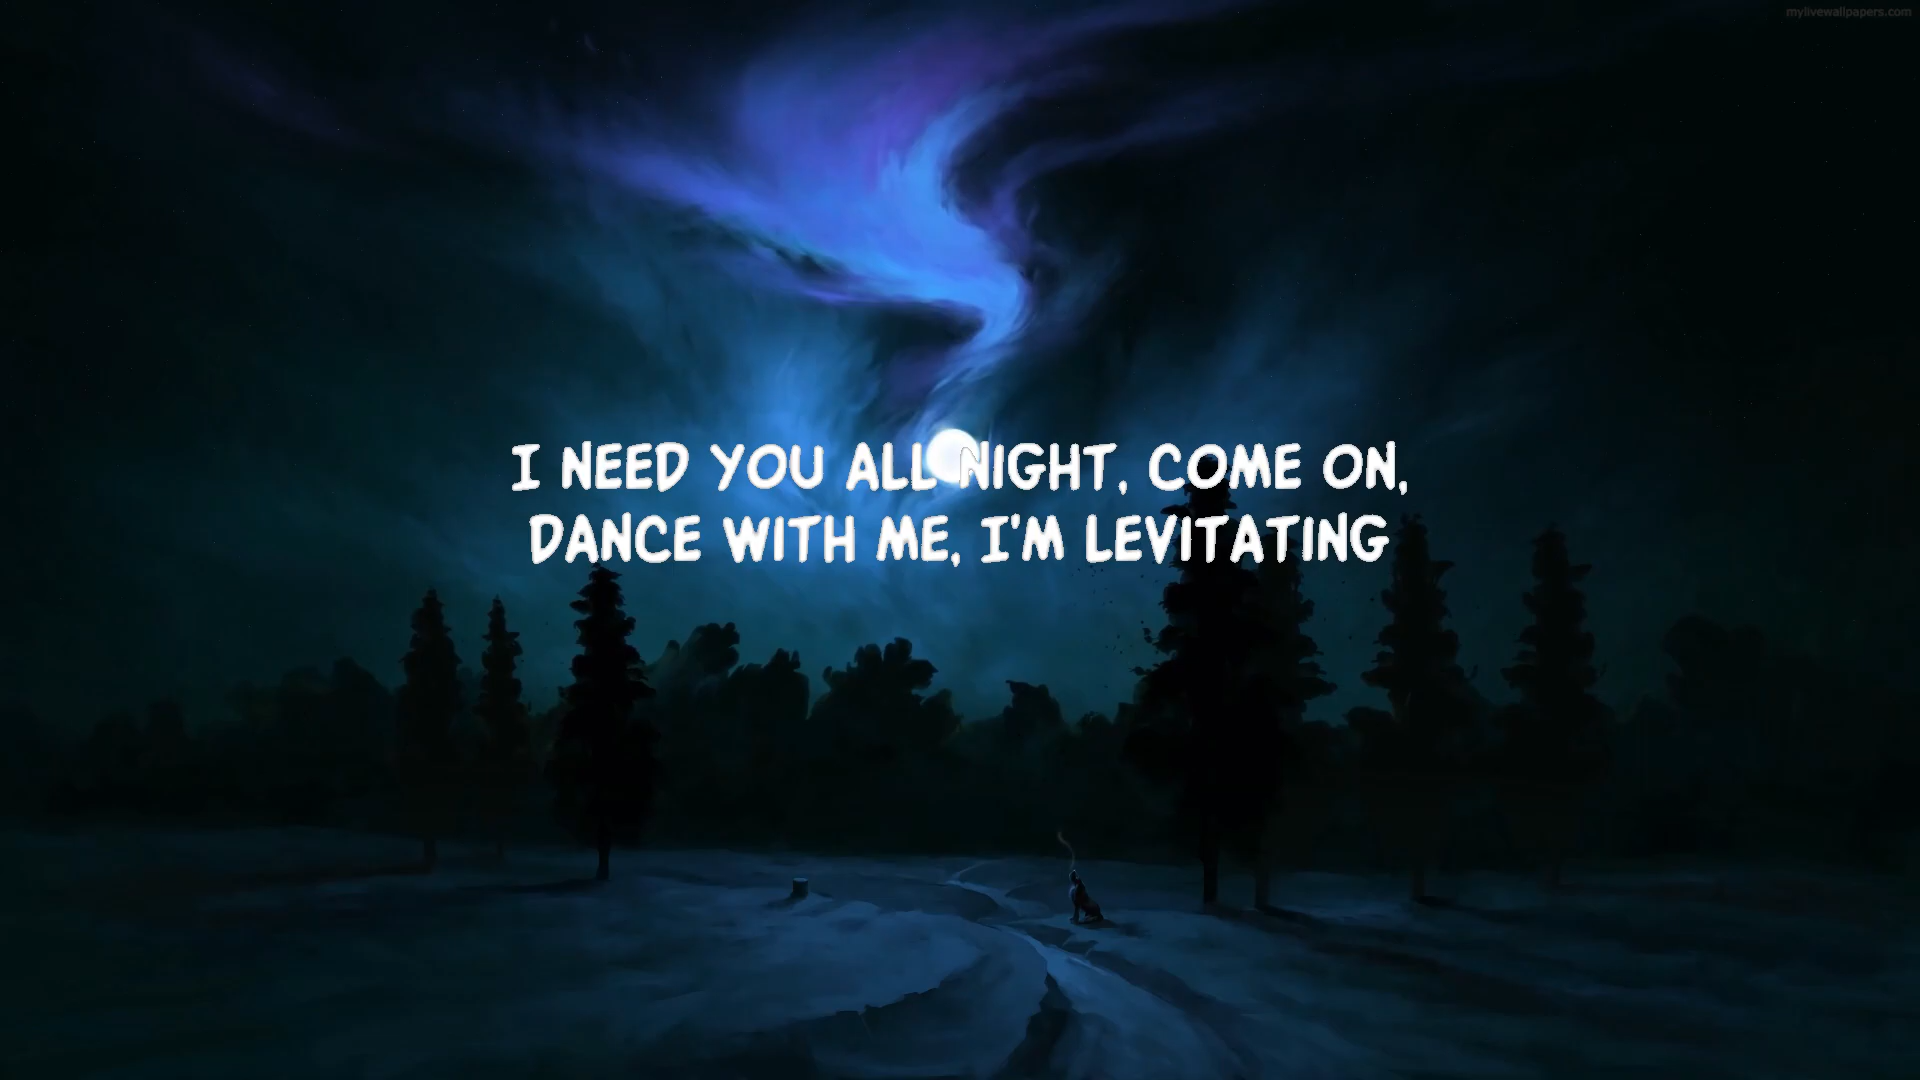 mylivewallpapers.com
I NEED YOU ALL NIGHT, COME ON,
DANCE WITH ME, I'M LEVITATING